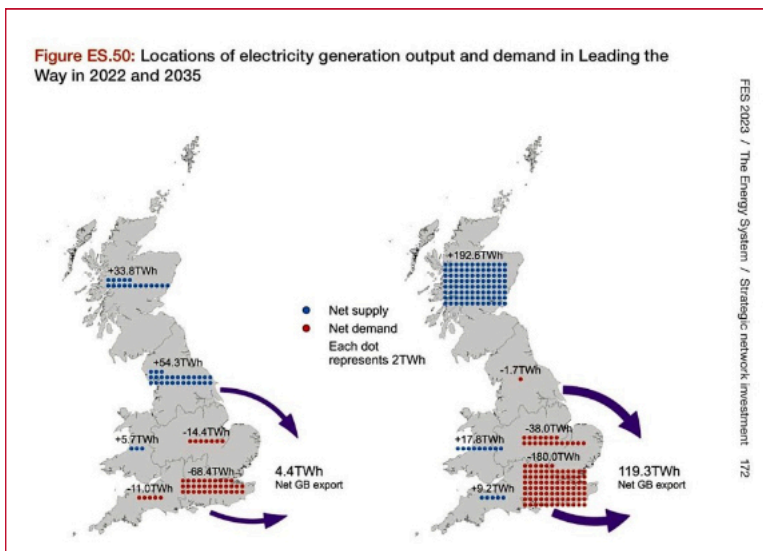 Figure ES.50: Locations of electricity generation output and demand in Leading the
Way in 2022 and 2035
FES 2023 / The Energy System / Strategic network investment 172
+33.8TWh
+54.3TWh
+5.7TWh
-14.4TWh
-68.4TWh
-11.0TWh
4.4TWh
Net GB export
Net supply
Net demand
Each dot
represents 2TWh
+192.6TWh
-1.7TWh
-38.0TWh
+17.8TWh
-180.0TWh
+9.2TWh
119.3TWh
Net GB export